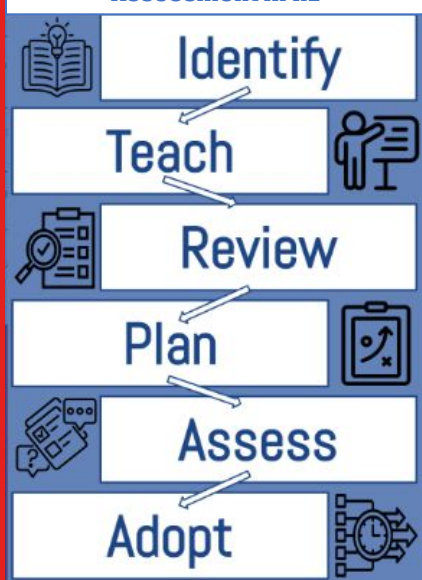 Identify
Teach
Review
Plan
Assess
Adopt